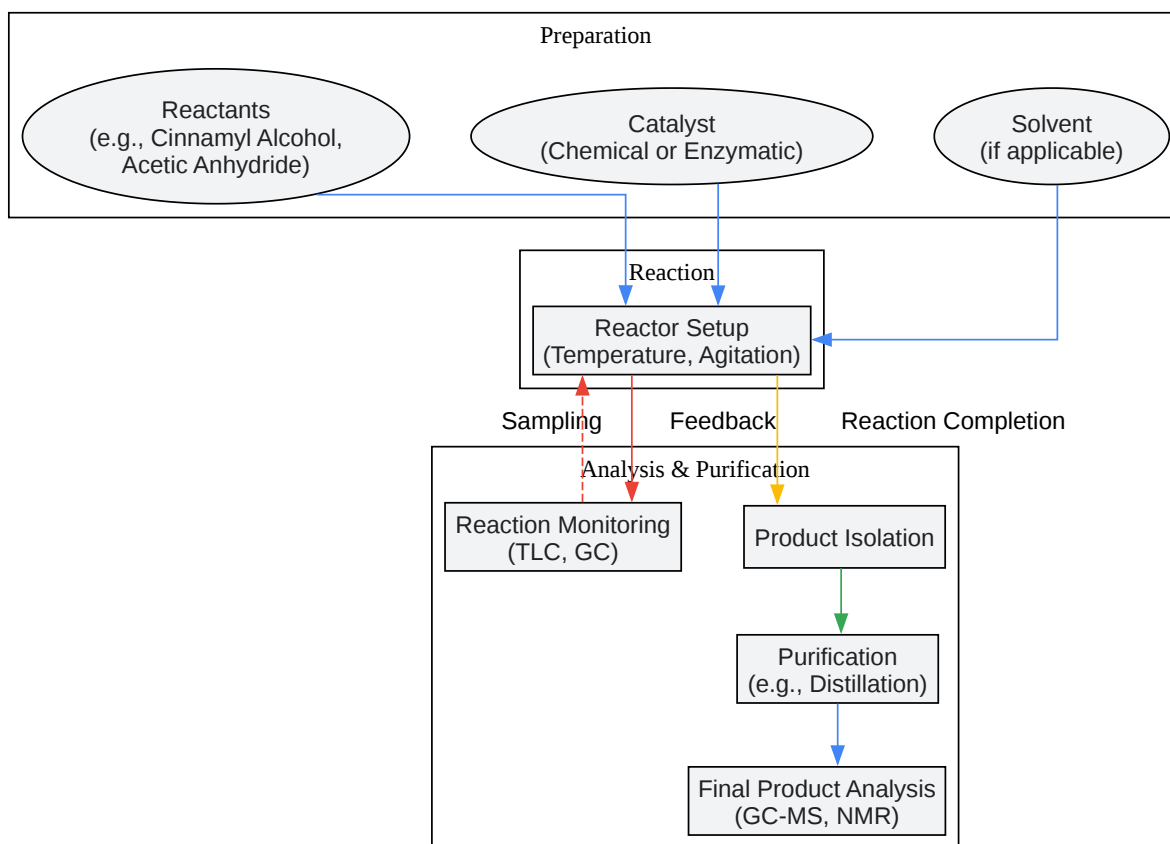 Preparation
Reactants
(e.g., Cinnamyl Alcohol,
Acetic Anhydride)
Catalyst
(Chemical or Enzymatic)
Solvent
(if applicable)
Reaction
Reactor Setup
(Temperature, Agitation)
Sampling
Feedback
Reaction Completion
Analysis & Purification
Reaction Monitoring
(TLC, GC)
Product Isolation
Purification
(e.g., Distillation)
Final Product Analysis
(GC-MS, NMR)